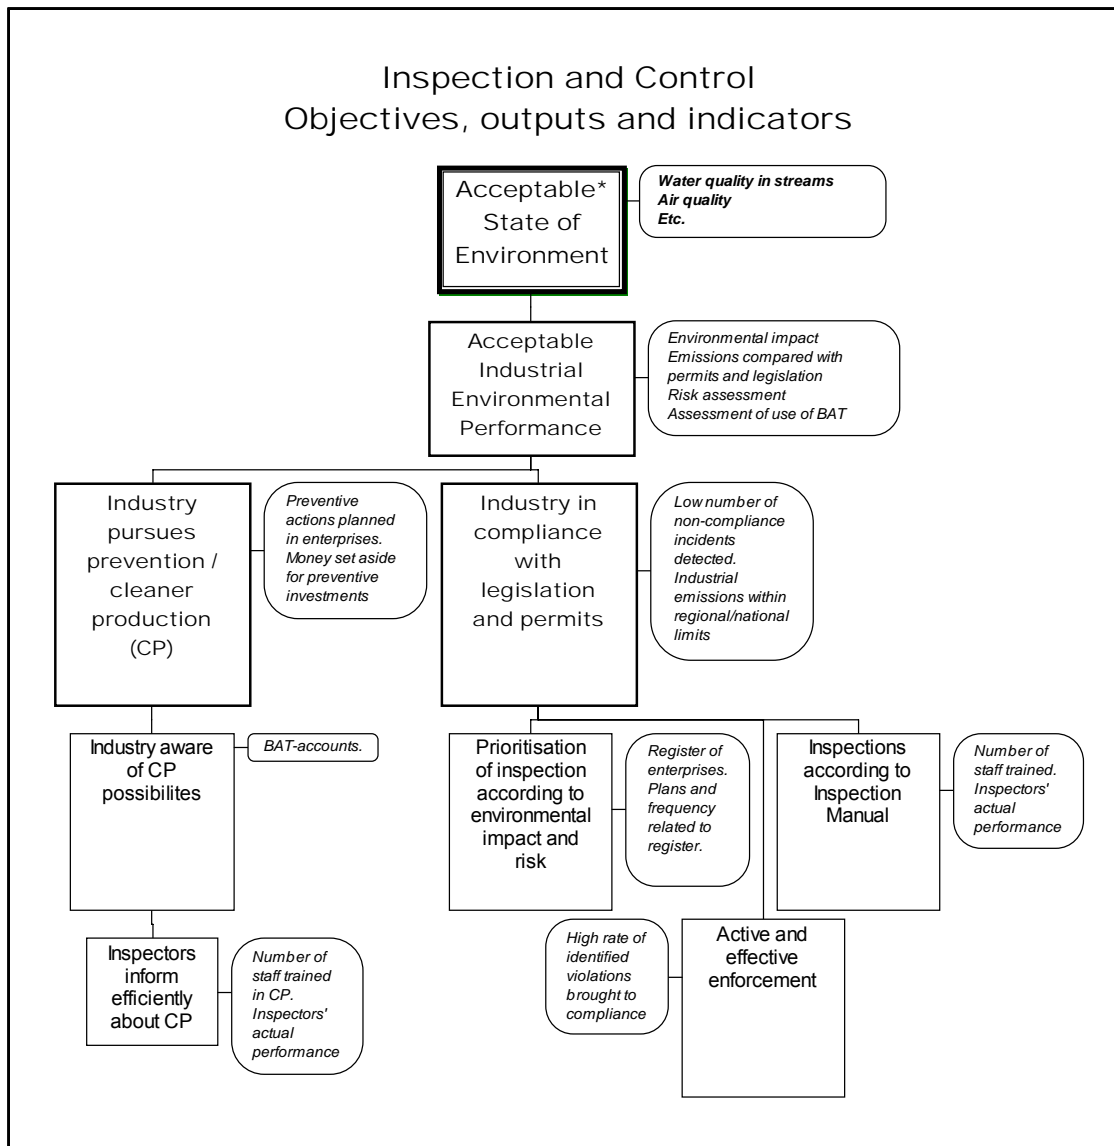 Inspection and Control
Objectives, outputs and indicators
Acceptable*
State of
Environment
Water quality in streams
Air quality
Etc.
Acceptable
Industrial
Environmental
Performance
Environmental impact
Emissions compared with
permits and legislation
Risk assessment
Assessment of use of BAT
Industry
pursues
prevention /
cleaner
production
(CP)
Preventive
actions planned
in enterprises.
Money set aside
for preventive
investments
Industry in
compliance
with
legislation
and permits
Low number of
non-compliance
incidents
detected.
Industrial
emissions within
regional/national
limits
Industry aware
of CP
possibilites
BAT-accounts.
Prioritisation
of inspection
according to
environmental
impact and
risk
Register of
enterprises.
Plans and
frequency
related to
register.
Inspections
according to
Inspection
Manual
Number of
staff trained.
Inspectors'
actual
performance
Inspectors
inform
efficiently
about CP
Number of
staff trained
in CP.
Inspectors'
actual
performance
High rate of
identified
violations
brought to
compliance
Active and
effective
enforcement